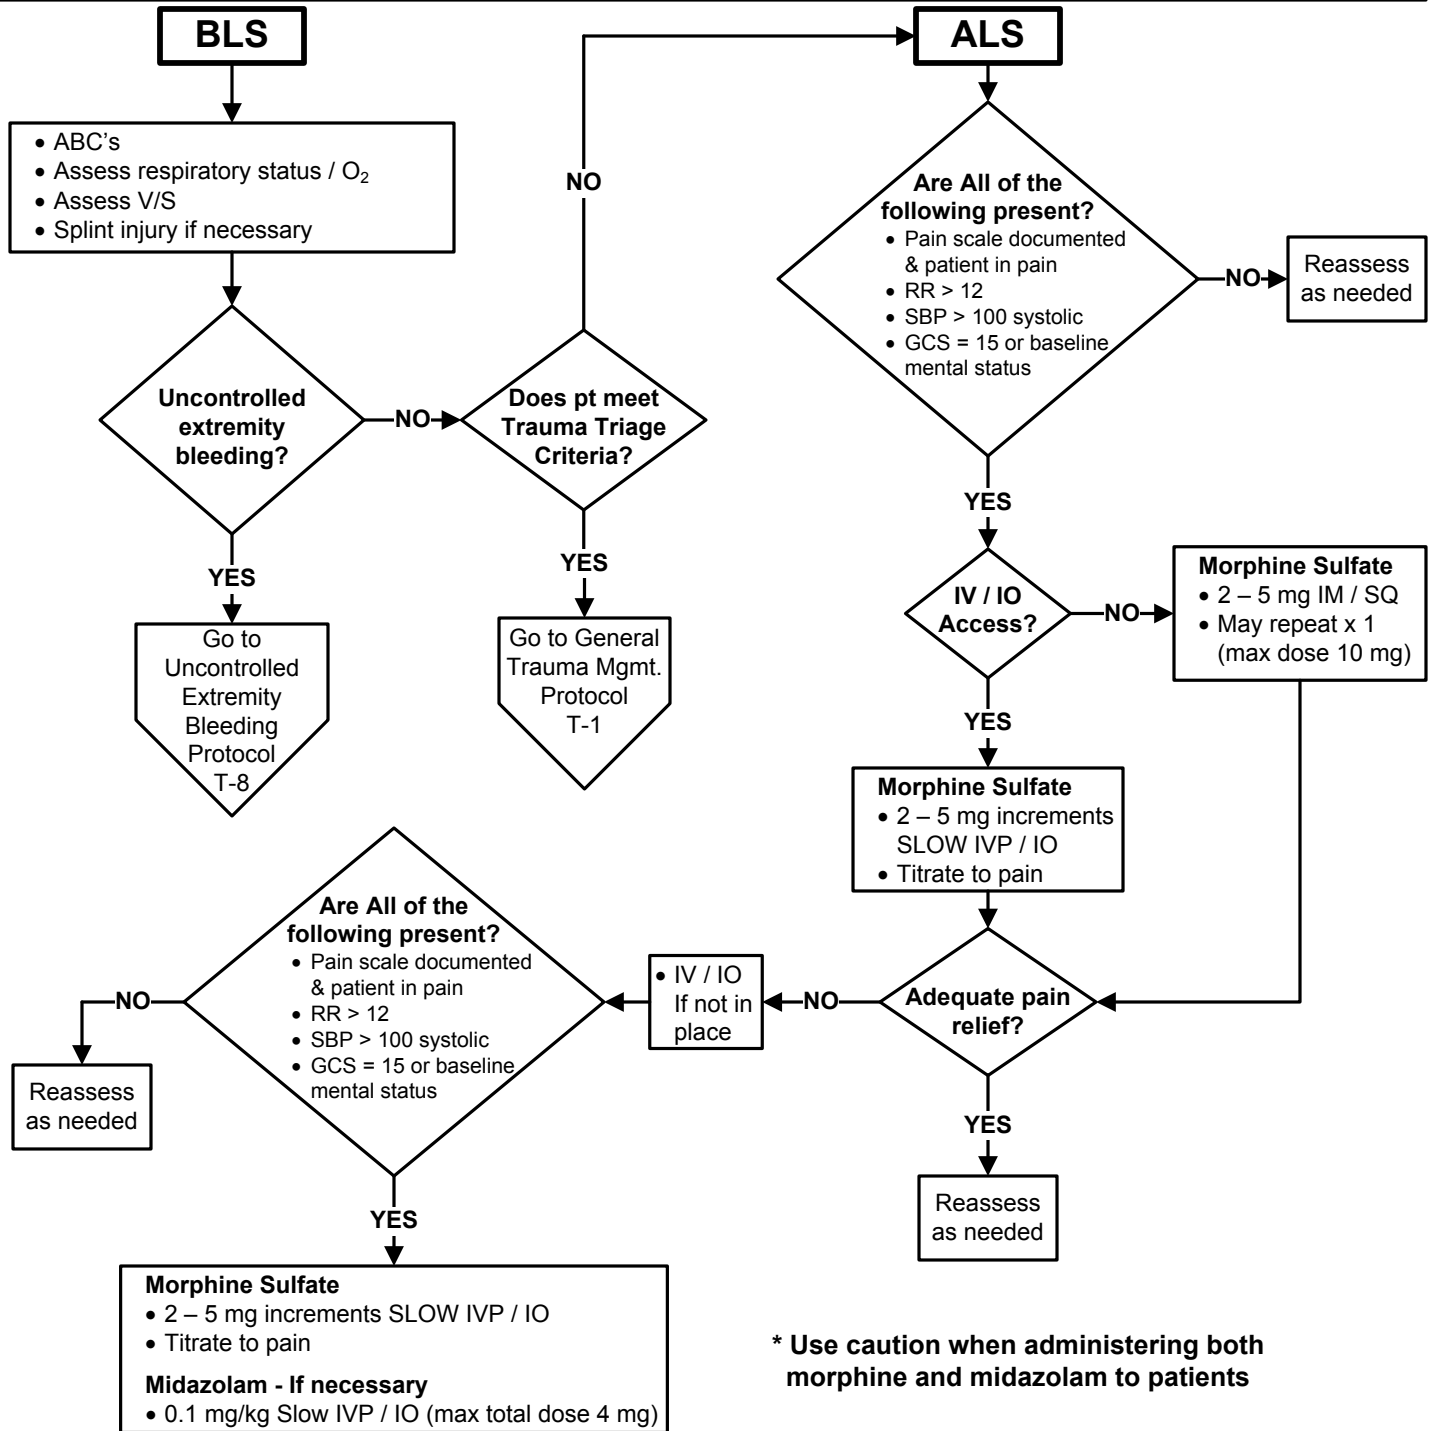 BLS
• ABC's
• Assess respiratory status / O₂
• Assess V/S
• Splint injury if necessary
Uncontrolled
extremity
bleeding?
YES
Go to
Uncontrolled
Extremity
Bleeding
Protocol
T-8
NO
Does pt meet
Trauma Triage
Criteria?
YES
Go to General
Trauma Mgmt.
Protocol
T-1
NO
ALS
Are All of the
following present?
• Pain scale documented
& patient in pain
• RR > 12
• SBP > 100 systolic
• GCS = 15 or baseline
mental status
NO
Reassess
as needed
YES
IV / IO
Access?
NO
Morphine Sulfate
• 2 – 5 mg IM / SQ
• May repeat x 1
(max dose 10 mg)
YES
Morphine Sulfate
• 2 – 5 mg increments
SLOW IVP / IO
• Titrate to pain
Adequate pain
relief?
YES
Reassess
as needed
NO
• IV / IO
If not in
place
Are All of the
following present?
• Pain scale documented
& patient in pain
• RR > 12
• SBP > 100 systolic
• GCS = 15 or baseline
mental status
NO
Reassess
as needed
YES
Morphine Sulfate
• 2 – 5 mg increments SLOW IVP / IO
• Titrate to pain
Midazolam - If necessary
• 0.1 mg/kg Slow IVP / IO (max total dose 4 mg)
* Use caution when administering both
morphine and midazolam to patients